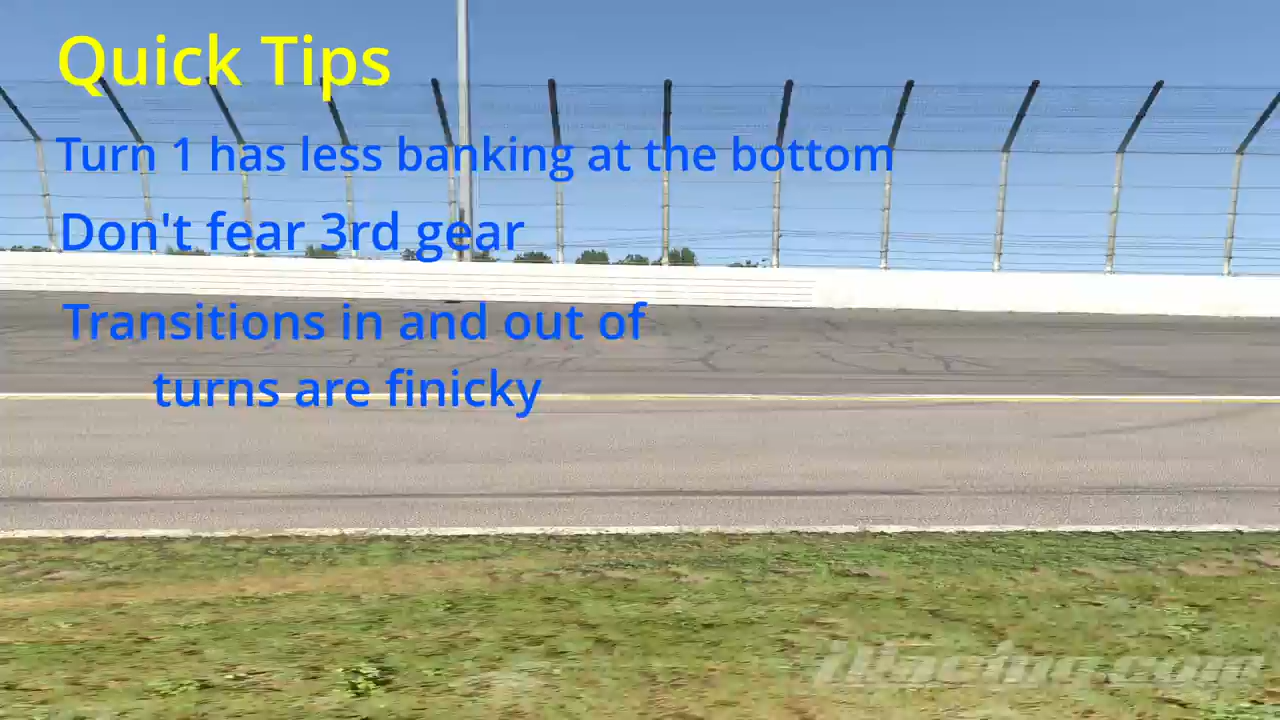 Quick Tips
Turn 1 has less banking at the bottom
Don't fear 3rd gear
Transitions in and out of
turns are finicky
iRacing.com